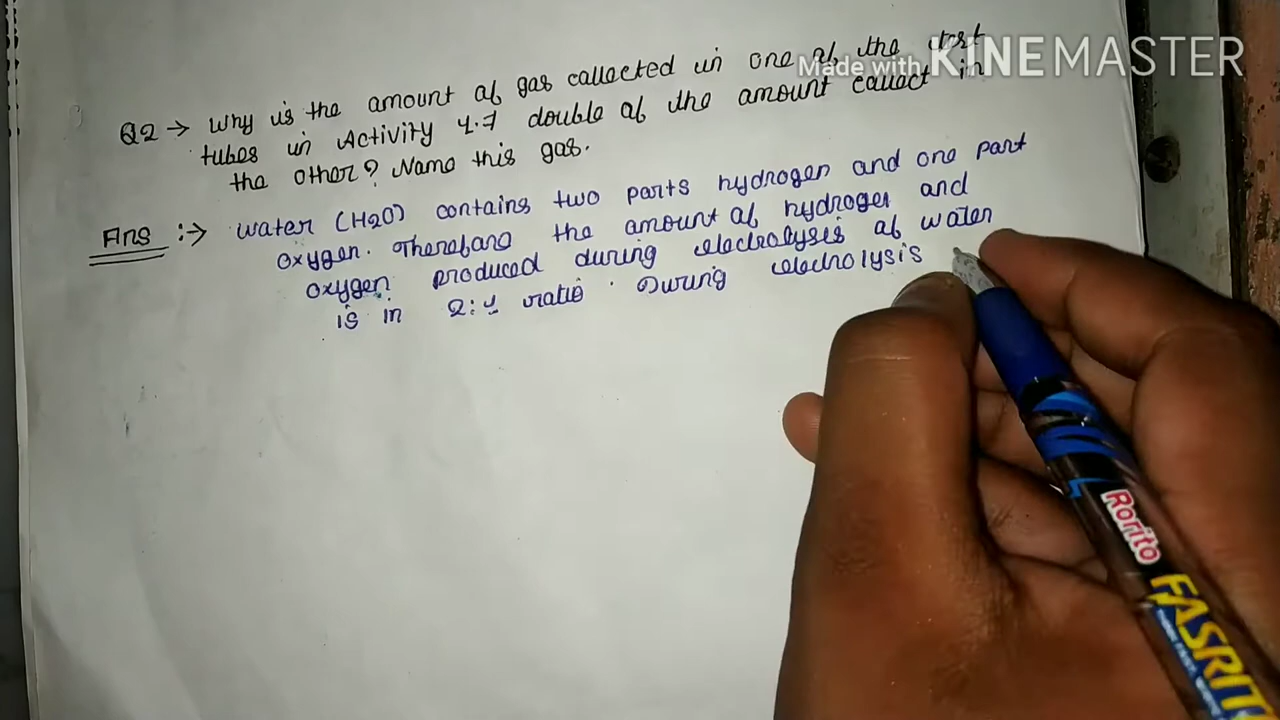 Made with KINEMASTER
Q2 → Why is the amount of gas collected in one of the test
tubes in Activity 1.7 double of the amount collect in
the other? Name this gas.
Ans :→ water (H2O) contains two parts hydrogen and one part
oxygen. Therefore the amount of hydrogen and
oxygen produced during electrolysis of water
is in 2:1 ratio. During electrolysis
Rorito
FASRIT